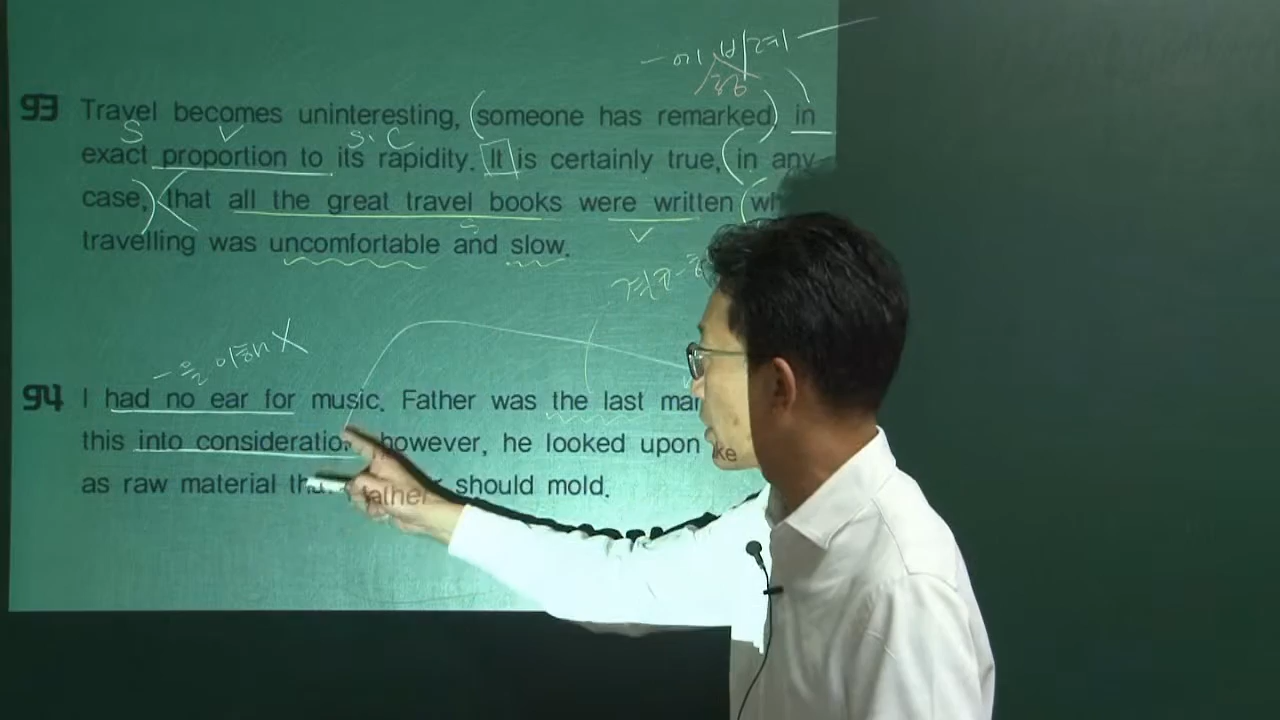 93 Travel becomes uninteresting, (someone has remarked) in
S V S. C
exact proportion to its rapidity. It is certainly true, (in any
case,) that all the great travel books were written (wh
S V
travelling was uncomfortable and slow.
94 I had no ear for music. Father was the last
this into consideration, however, he looked upon
as raw material father should mold.